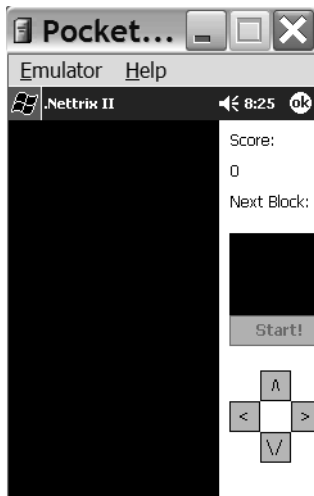 Pocket...
Emulator Help
.Nettrix II 8:25 ok
Score:
0
Next Block:
Start!
/\
< >
\/